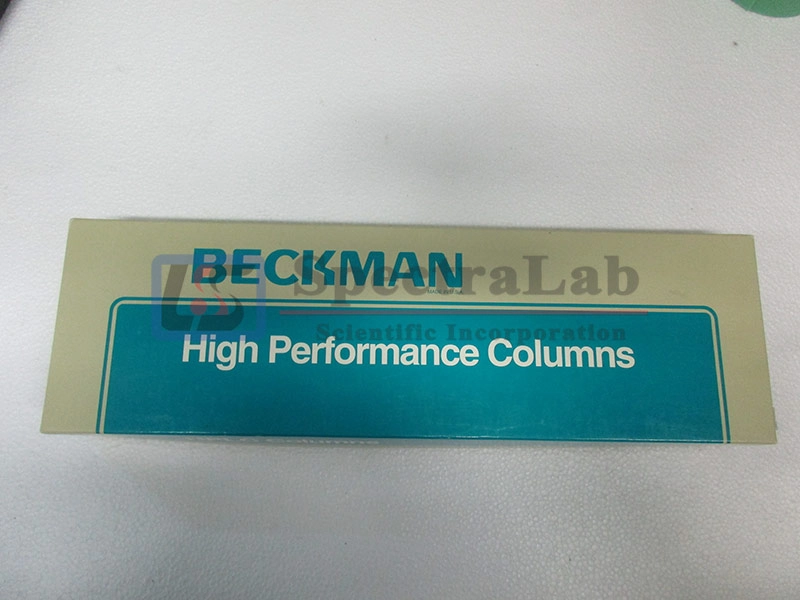 BECKMAN
SpectraLab
Scientific Incorporation
High Performance Columns